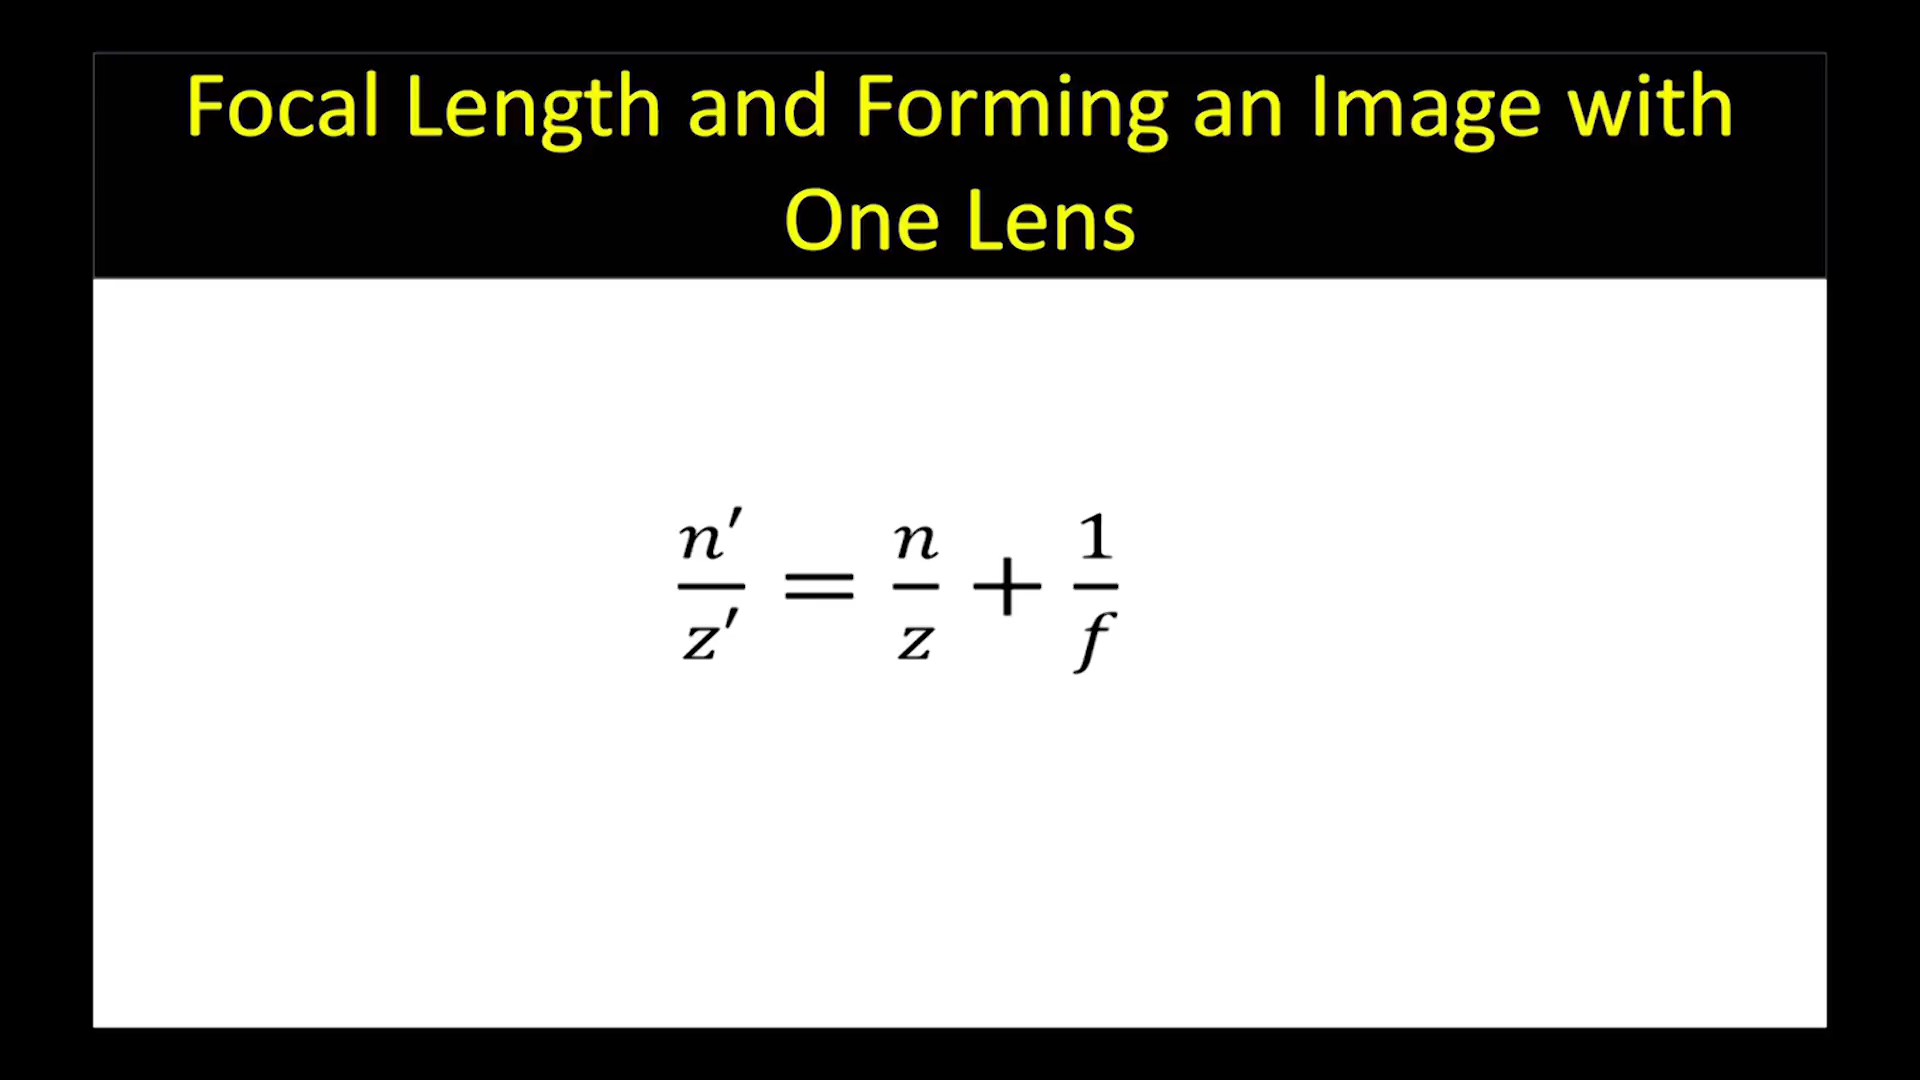 Focal Length and Forming an Image with
One Lens
n′/z′ = n/z + 1/f